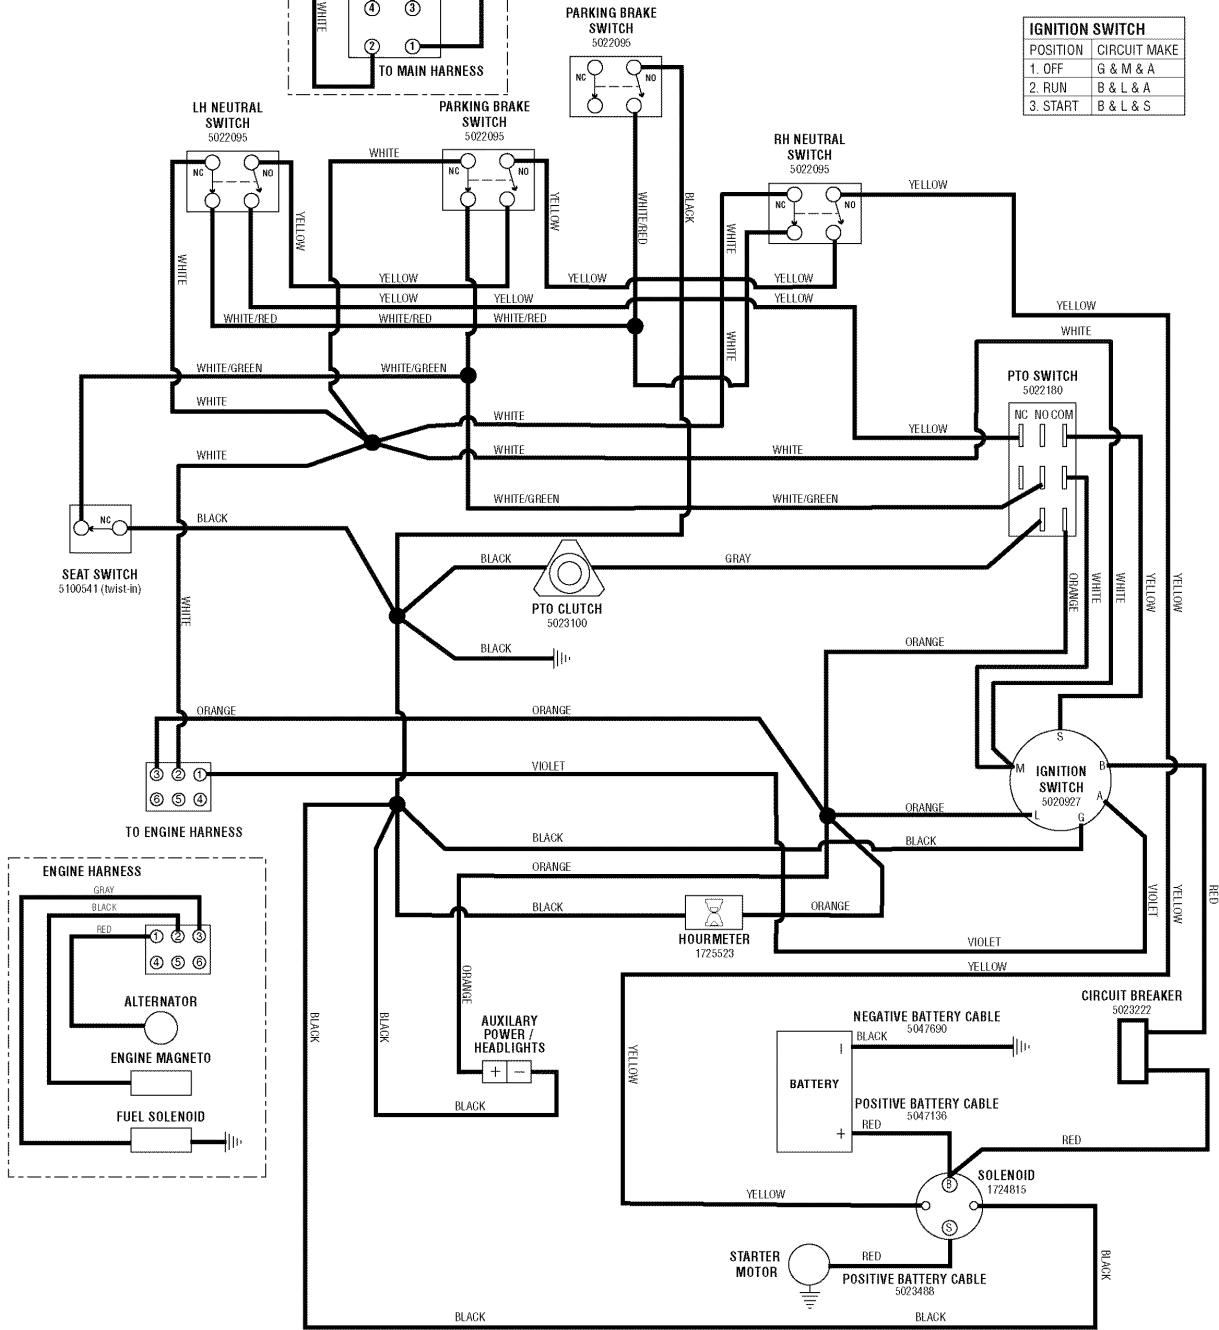 WHITE
4
3
2
1
TO MAIN HARNESS
PARKING BRAKE
SWITCH
5022095
NC
NO
IGNITION SWITCH
POSITION CIRCUIT MAKE
1. OFF G & M & A
2. RUN B & L & A
3. START B & L & S
LH NEUTRAL
SWITCH
5022095
NC
NO
PARKING BRAKE
SWITCH
5022095
NC
NO
RH NEUTRAL
SWITCH
5022095
NC
NO
WHITE
YELLOW
YELLOW
YELLOW
WHITE/RED
BLACK
WHITE
WHITE
YELLOW
YELLOW
YELLOW
YELLOW
YELLOW
YELLOW
YELLOW
WHITE/RED
WHITE/RED
WHITE/RED
YELLOW
WHITE
WHITE
WHITE/GREEN
WHITE/GREEN
PTO SWITCH
5022180
NC NO COM
WHITE
WHITE
YELLOW
WHITE
WHITE
WHITE
WHITE/GREEN
WHITE/GREEN
NC
BLACK
SEAT SWITCH
5100541 (twist-in)
BLACK
GRAY
PTO CLUTCH
5023100
WHITE
ORANGE
WHITE
WHITE
YELLOW
YELLOW
BLACK
ORANGE
ORANGE
ORANGE
S
M
B
A
L
G
IGNITION
SWITCH
5020927
3
2
1
6
5
4
TO ENGINE HARNESS
VIOLET
ORANGE
BLACK
BLACK
ORANGE
ENGINE HARNESS
GRAY
BLACK
RED
1
2
3
4
5
6
BLACK
ORANGE
HOURMETER
1725523
VIOLET
YELLOW
RED
VIOLET
YELLOW
ORANGE
ALTERNATOR
ENGINE MAGNETO
FUEL SOLENOID
BLACK
BLACK
AUXILARY
POWER /
HEADLIGHTS
+
–
BLACK
YELLOW
CIRCUIT BREAKER
5023222
NEGATIVE BATTERY CABLE
5047690
BLACK
BATTERY
+
POSITIVE BATTERY CABLE
5047136
RED
RED
SOLENOID
1724815
B
S
YELLOW
STARTER
MOTOR
RED
POSITIVE BATTERY CABLE
5023488
BLACK
BLACK
BLACK